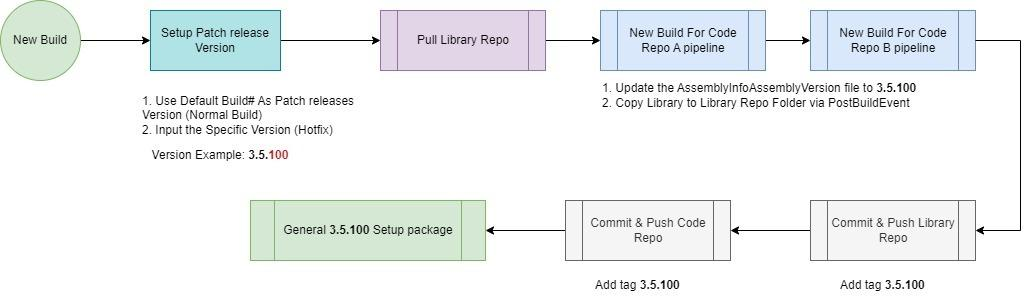 New Build
Setup Patch release
Version
Pull Library Repo
New Build For Code
Repo A pipeline
New Build For Code
Repo B pipeline
1. Use Default Build# As Patch releases
Version (Normal Build)
2. Input the Specific Version (Hotfix)
Version Example: 3.5.100
1. Update the AssemblyInfoAssemblyVersion file to 3.5.100
2. Copy Library to Library Repo Folder via PostBuildEvent
General 3.5.100 Setup package
Commit & Push Code
Repo
Commit & Push Library
Repo
Add tag 3.5.100
Add tag 3.5.100